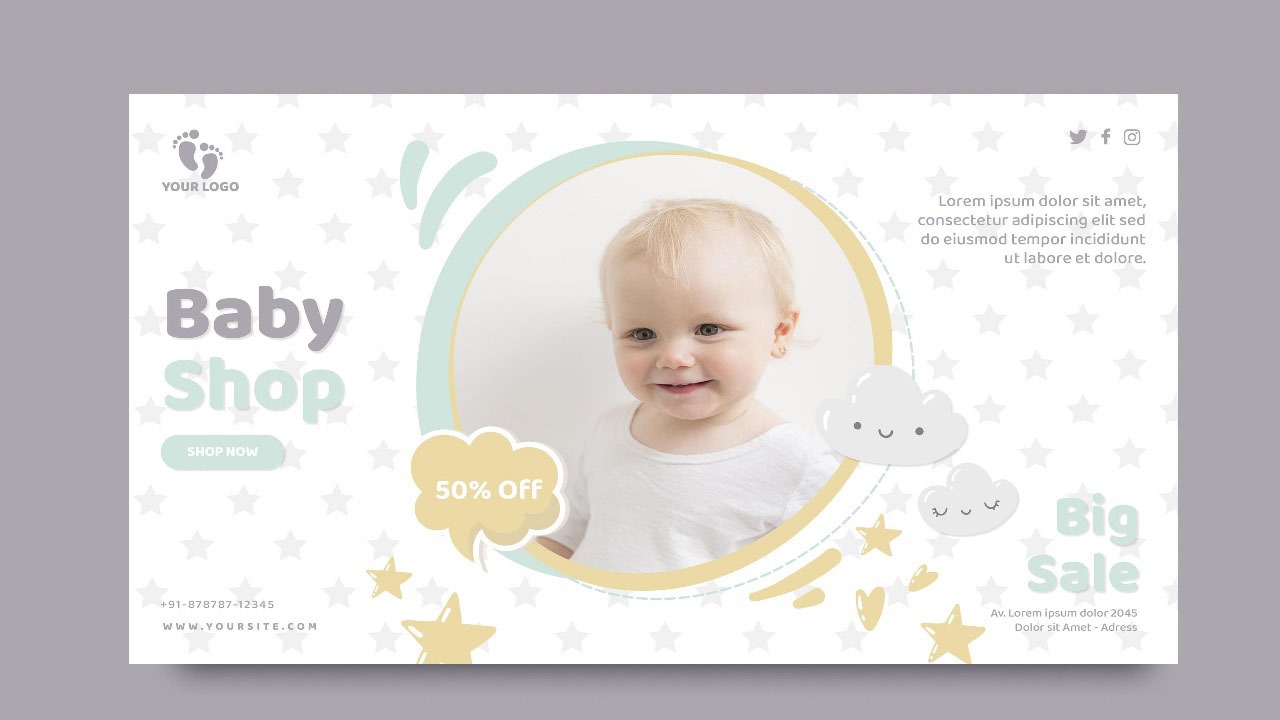 YOUR LOGO
Baby
Shop
SHOP NOW
+91-878787-12345
WWW.YOURSITE.COM
50% Off
Lorem ipsum dolor sit amet,
consectetur adipiscing elit sed
do eiusmod tempor incididunt
ut labore et dolore.
Big
Sale
Av. Lorem ipsum dolor 2045
Dolor sit Amet - Adress